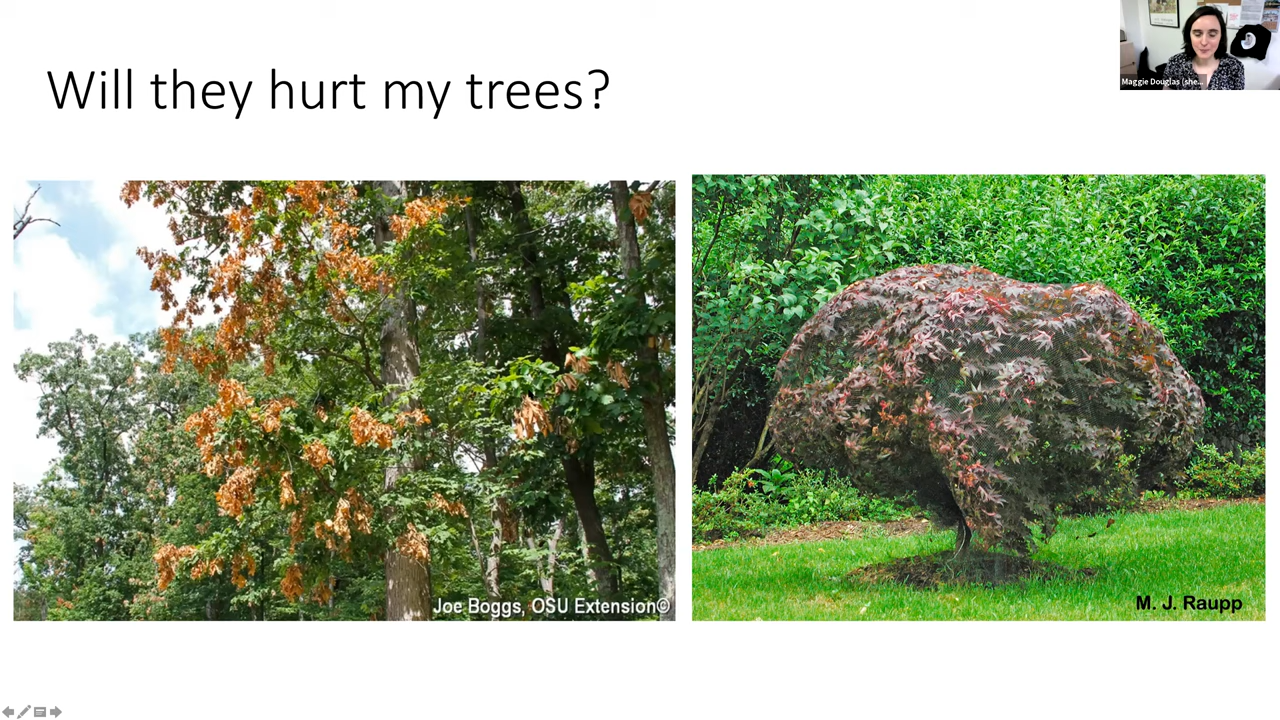 Will they hurt my trees?
Maggie Douglas (she...
Joe Boggs, OSU Extension©
M. J. Raupp